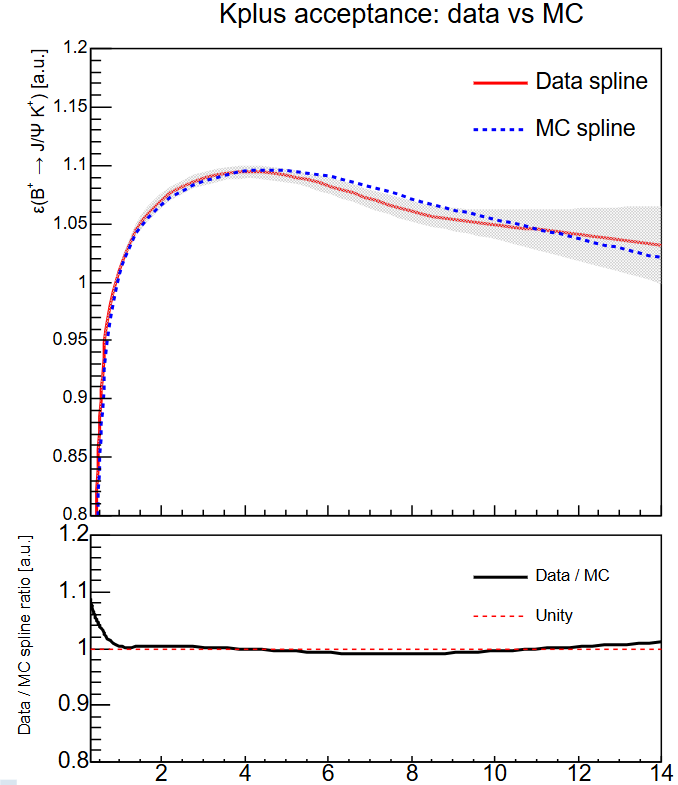 Kplus acceptance: data vs MC
ε(B⁺ → J/Ψ K⁺) [a.u.]
1.2
1.15
1.1
1.05
1
0.95
0.9
0.85
0.8
Data spline
MC spline
Data / MC spline ratio [a.u.]
1.2
1.1
1
0.9
0.8
Data / MC
Unity
2 4 6 8 10 12 14